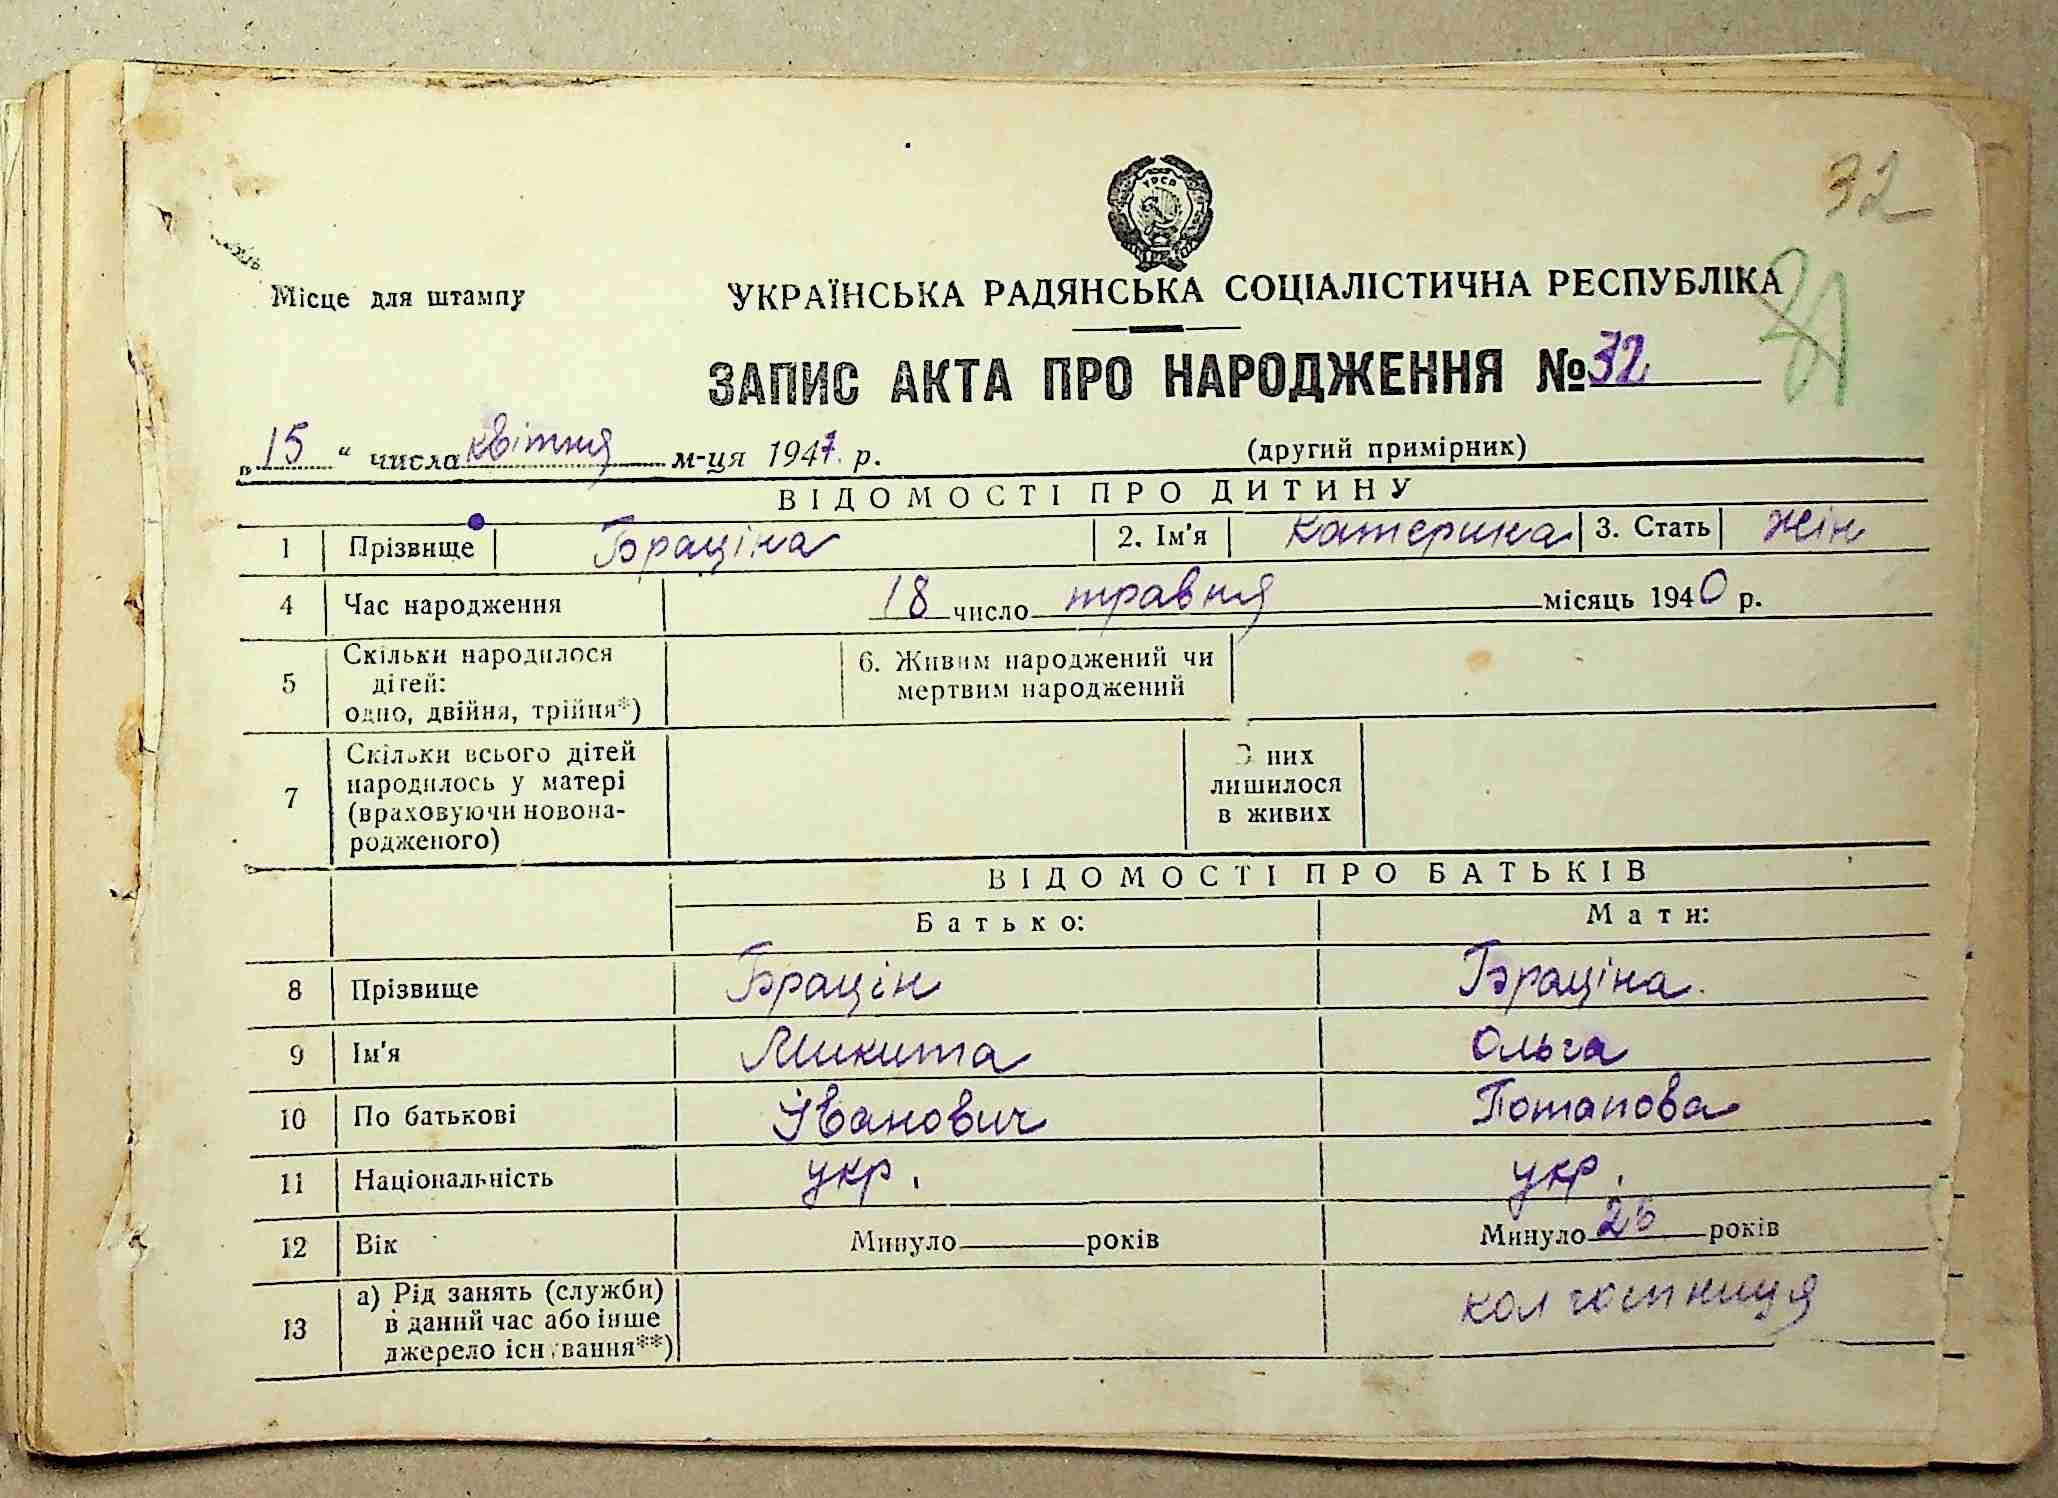 32
УРСР
Місце для штампу
УКРАЇНСЬКА РАДЯНСЬКА СОЦІАЛІСТИЧНА РЕСПУБЛІКА
ЗАПИС АКТА ПРО НАРОДЖЕННЯ №32
„15“ числа квітня м-ця 1947 р. (другий примірник)
ВІДОМОСТІ ПРО ДИТИНУ
1 Прізвище Браціна 2. Ім'я Катерина 3. Стать жін
4 Час народження 18 число травня місяць 1940 р.
5 Скільки народилося дітей: одно, двійня, трійня*) 6. Живим народжений чи мертвим народжений
7 Скільки всього дітей народилось у матері (враховуючи новонародженого) З них лишилося в живих
ВІДОМОСТІ ПРО БАТЬКІВ
Батько: Мати:
8 Прізвище Брацін Браціна.
9 Ім'я Микита Ольга
10 По батькові Іванович Потапова
11 Національність укр. укр.
12 Вік Минуло років Минуло 26 років
13 а) Рід занять (служби) в даний час або інше джерело існування**) колгостниця